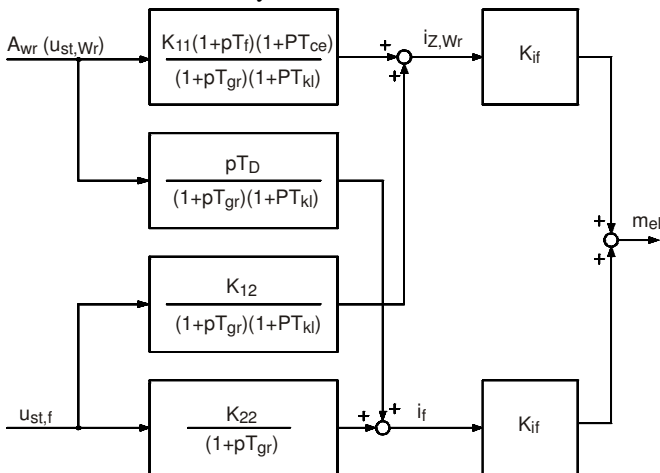 A_wr (u_st,Wr)
K_11(1+pT_f)(1+PT_ce)
(1+pT_gr)(1+PT_kl)
+
+
i_Z,Wr
K_if
pT_D
(1+pT_gr)(1+PT_kl)
+
+
m_el
K_12
(1+pT_gr)(1+PT_kl)
u_st,f
K_22
(1+pT_gr)
+
+
i_f
K_if